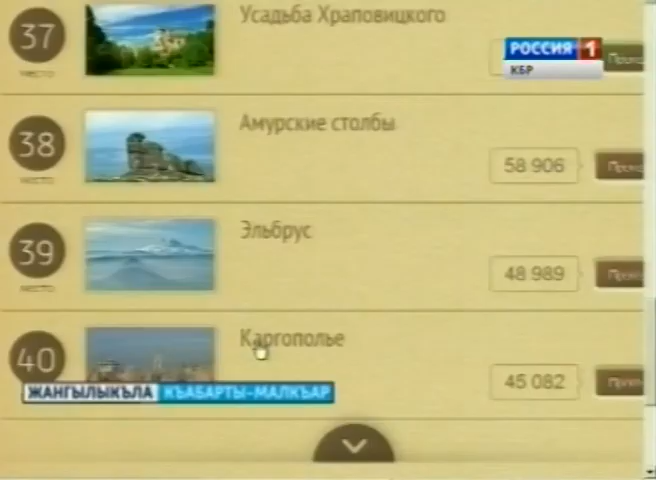 37
место
Усадьба Храповицкого
РОССИЯ 1
КБР
38
место
Амурские столбы
58 906
39
место
Эльбрус
48 989
40
Каргополье
45 082
ЖАНГЫЛЫКЪЛА КЪАБАРТЫ-МАЛКЪАР